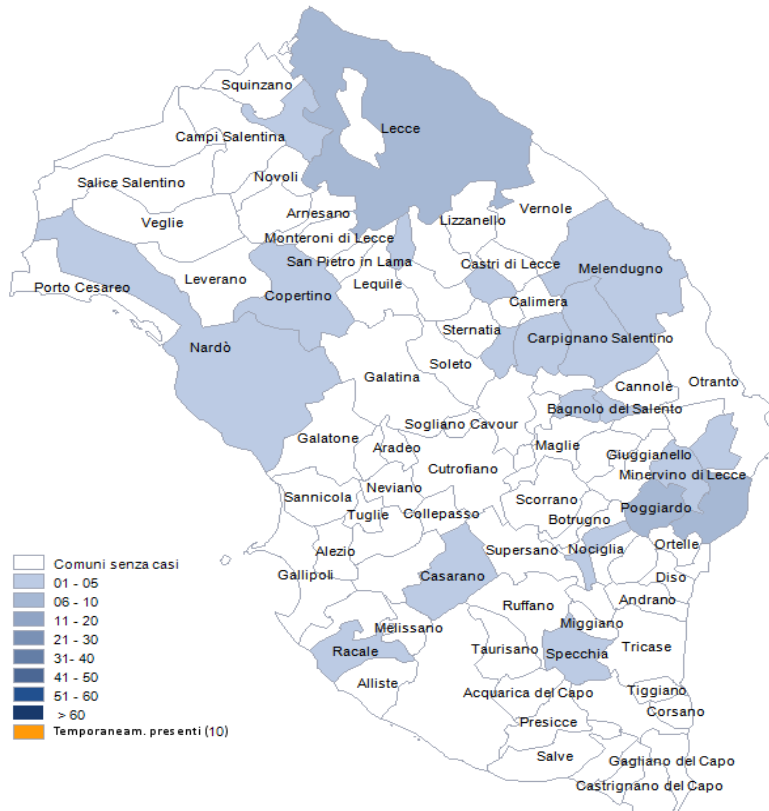 Squinzano
Lecce
Campi Salentina
Novoli
Salice Salentino
Arnesano
Lizzanello
Vernole
Veglie
Monteroni di Lecce
San Pietro in Lama
Castri di Lecce
Melendugno
Leverano
Lequile
Porto Cesareo
Copertino
Calimera
Sternatia
Carpignano Salentino
Nardò
Soleto
Galatina
Cannole
Otranto
Bagnolo del Salento
Sogliano Cavour
Galatone
Aradeo
Maglie
Giuggianello
Cutrofiano
Minervino di Lecce
Neviano
Sannicola
Scorrano
Poggiardo
Tuglie
Collepasso
Botrugno
Alezio
Supersano
Nociglia
Ortelle
Gallipoli
Casarano
Diso
Andrano
Ruffano
Melissano
Miggiano
Racale
Taurisano
Specchia
Tricase
Alliste
Acquarica del Capo
Tiggiano
Corsano
Presicce
Salve
Gagliano del Capo
Castrignano del Capo
Comuni senza casi
01 - 05
06 - 10
11 - 20
21 - 30
31- 40
41 - 50
51 - 60
> 60
Temporaneam. presenti (10)